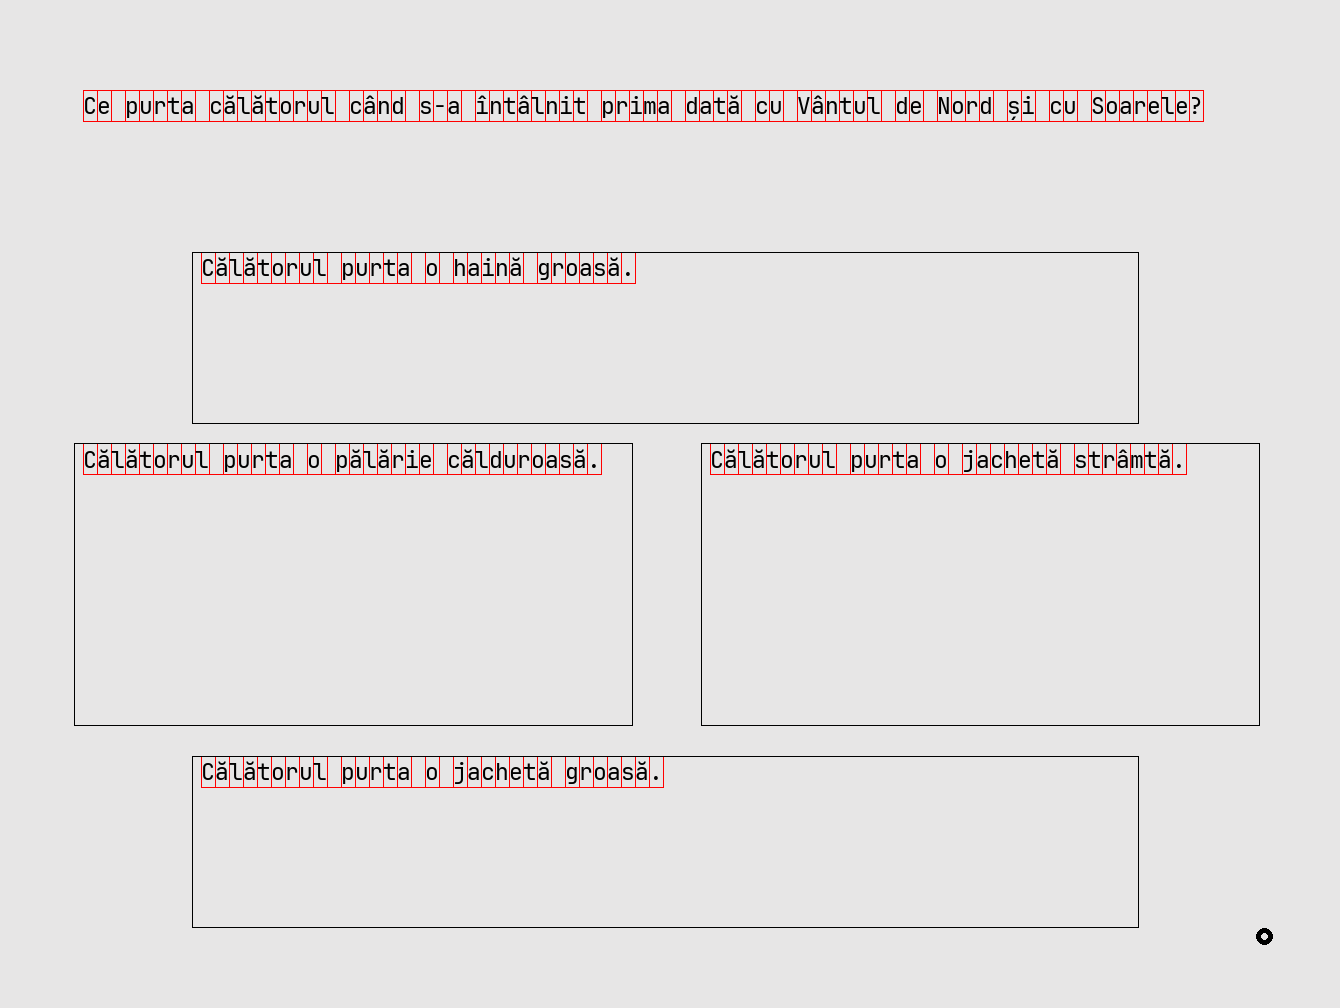 Ce purta călătorul când s-a întâlnit prima dată cu Vântul de Nord și cu Soarele?
Călătorul purta o haină groasă.
Călătorul purta o pălărie călduroasă.
Călătorul purta o jachetă strâmtă.
Călătorul purta o jachetă groasă.